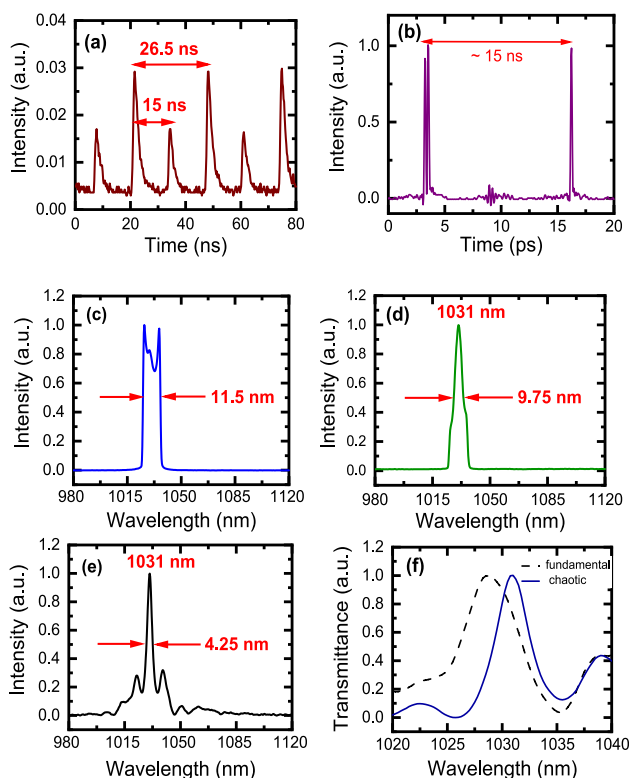 (a)
26.5 ns
15 ns
Intensity (a.u.)
0.04
0.03
0.02
0.01
0.00
0 20 40 60 80
Time (ns)
(b)
~ 15 ns
Intensity (a.u.)
1.0
0.5
0.0
0 5 10 15 20
Time (ps)
(c)
11.5 nm
Intensity (a.u.)
1.2
1.0
0.8
0.6
0.4
0.2
0.0
980 1015 1050 1085 1120
Wavelength (nm)
1031 nm
(d)
9.75 nm
Intensity (a.u.)
1.2
1.0
0.8
0.6
0.4
0.2
0.0
980 1015 1050 1085 1120
Wavelength (nm)
1031 nm
(e)
4.25 nm
Intensity (a.u.)
1.2
1.0
0.8
0.6
0.4
0.2
0.0
980 1015 1050 1085 1120
Wavelength (nm)
(f)
fundamental
chaotic
Transmittance (a.u.)
1.2
1.0
0.8
0.6
0.4
0.2
0.0
1020 1025 1030 1035 1040
Wavelength (nm)